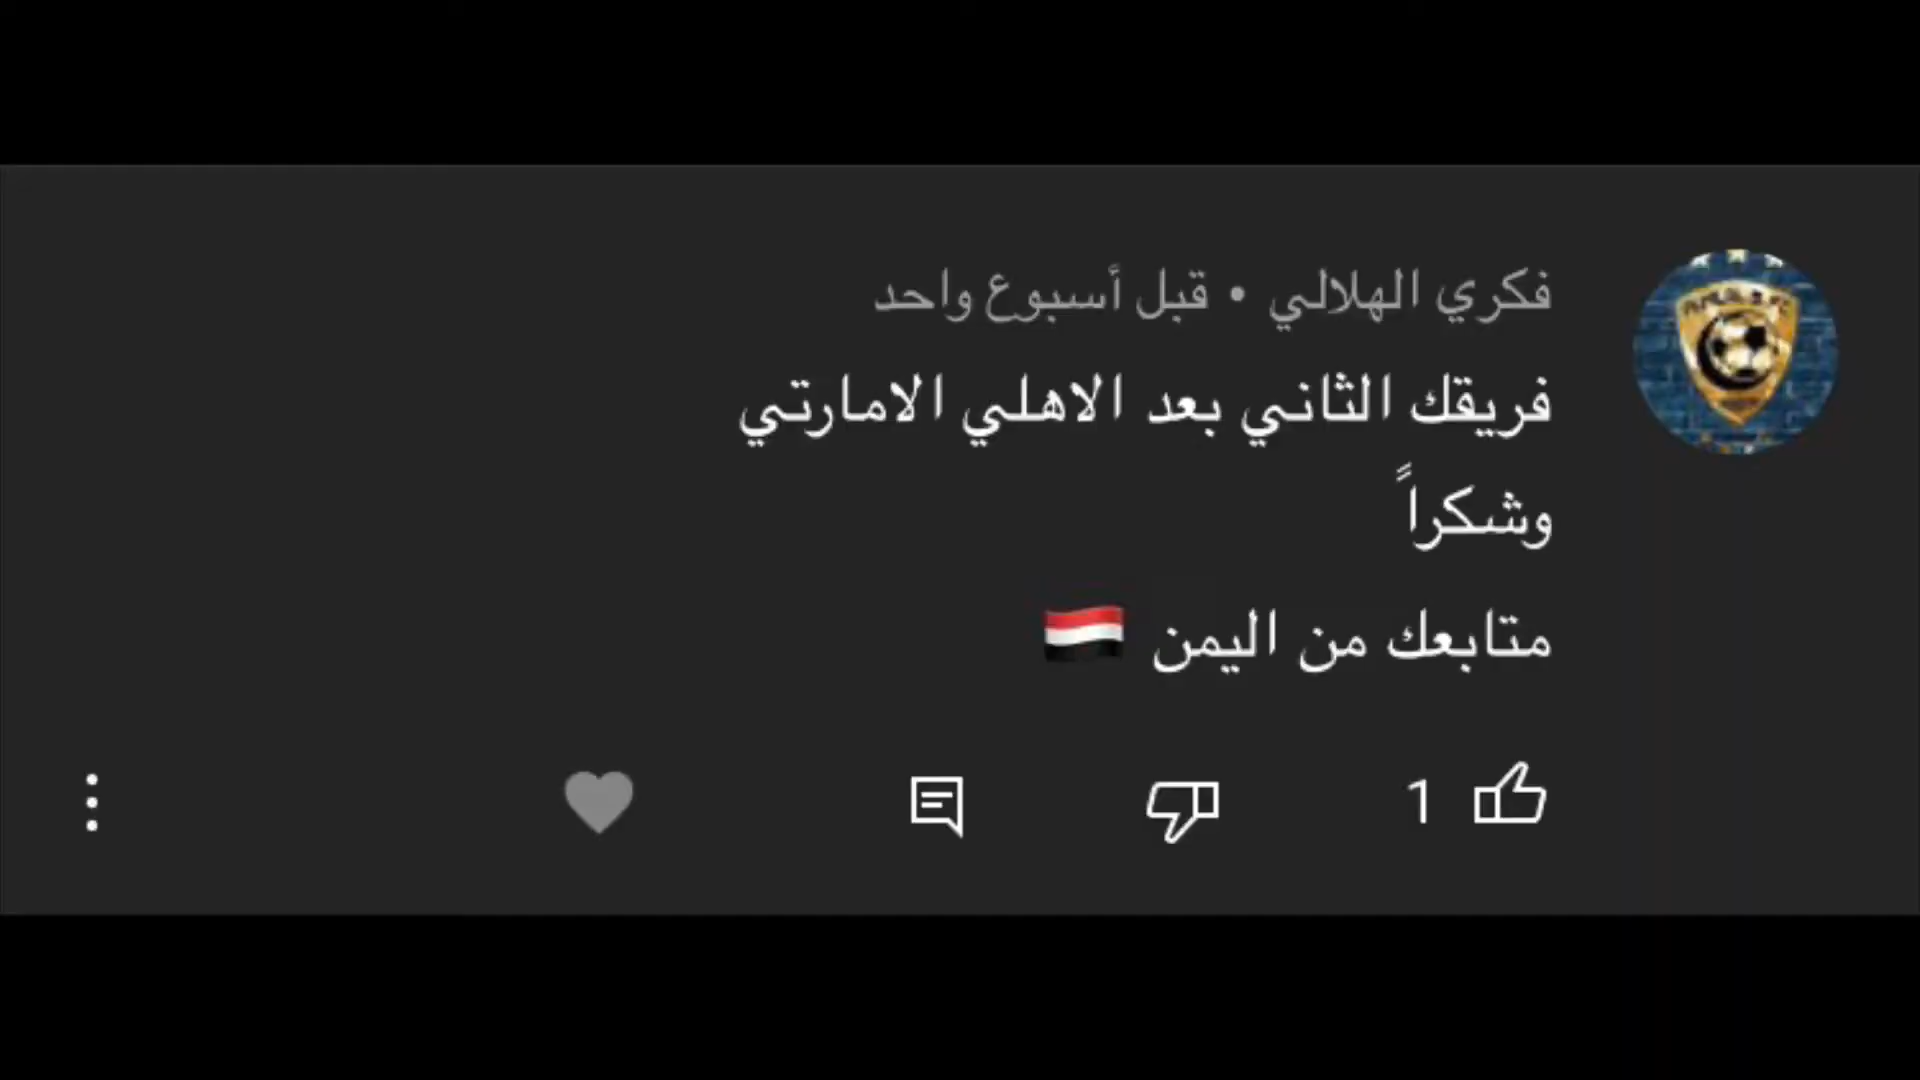 فكري الهلالي • قبل أسبوع واحد
فريقك الثاني بعد الاهلي الامارتي
وشكراً
متابعك من اليمن 🇾🇪
1